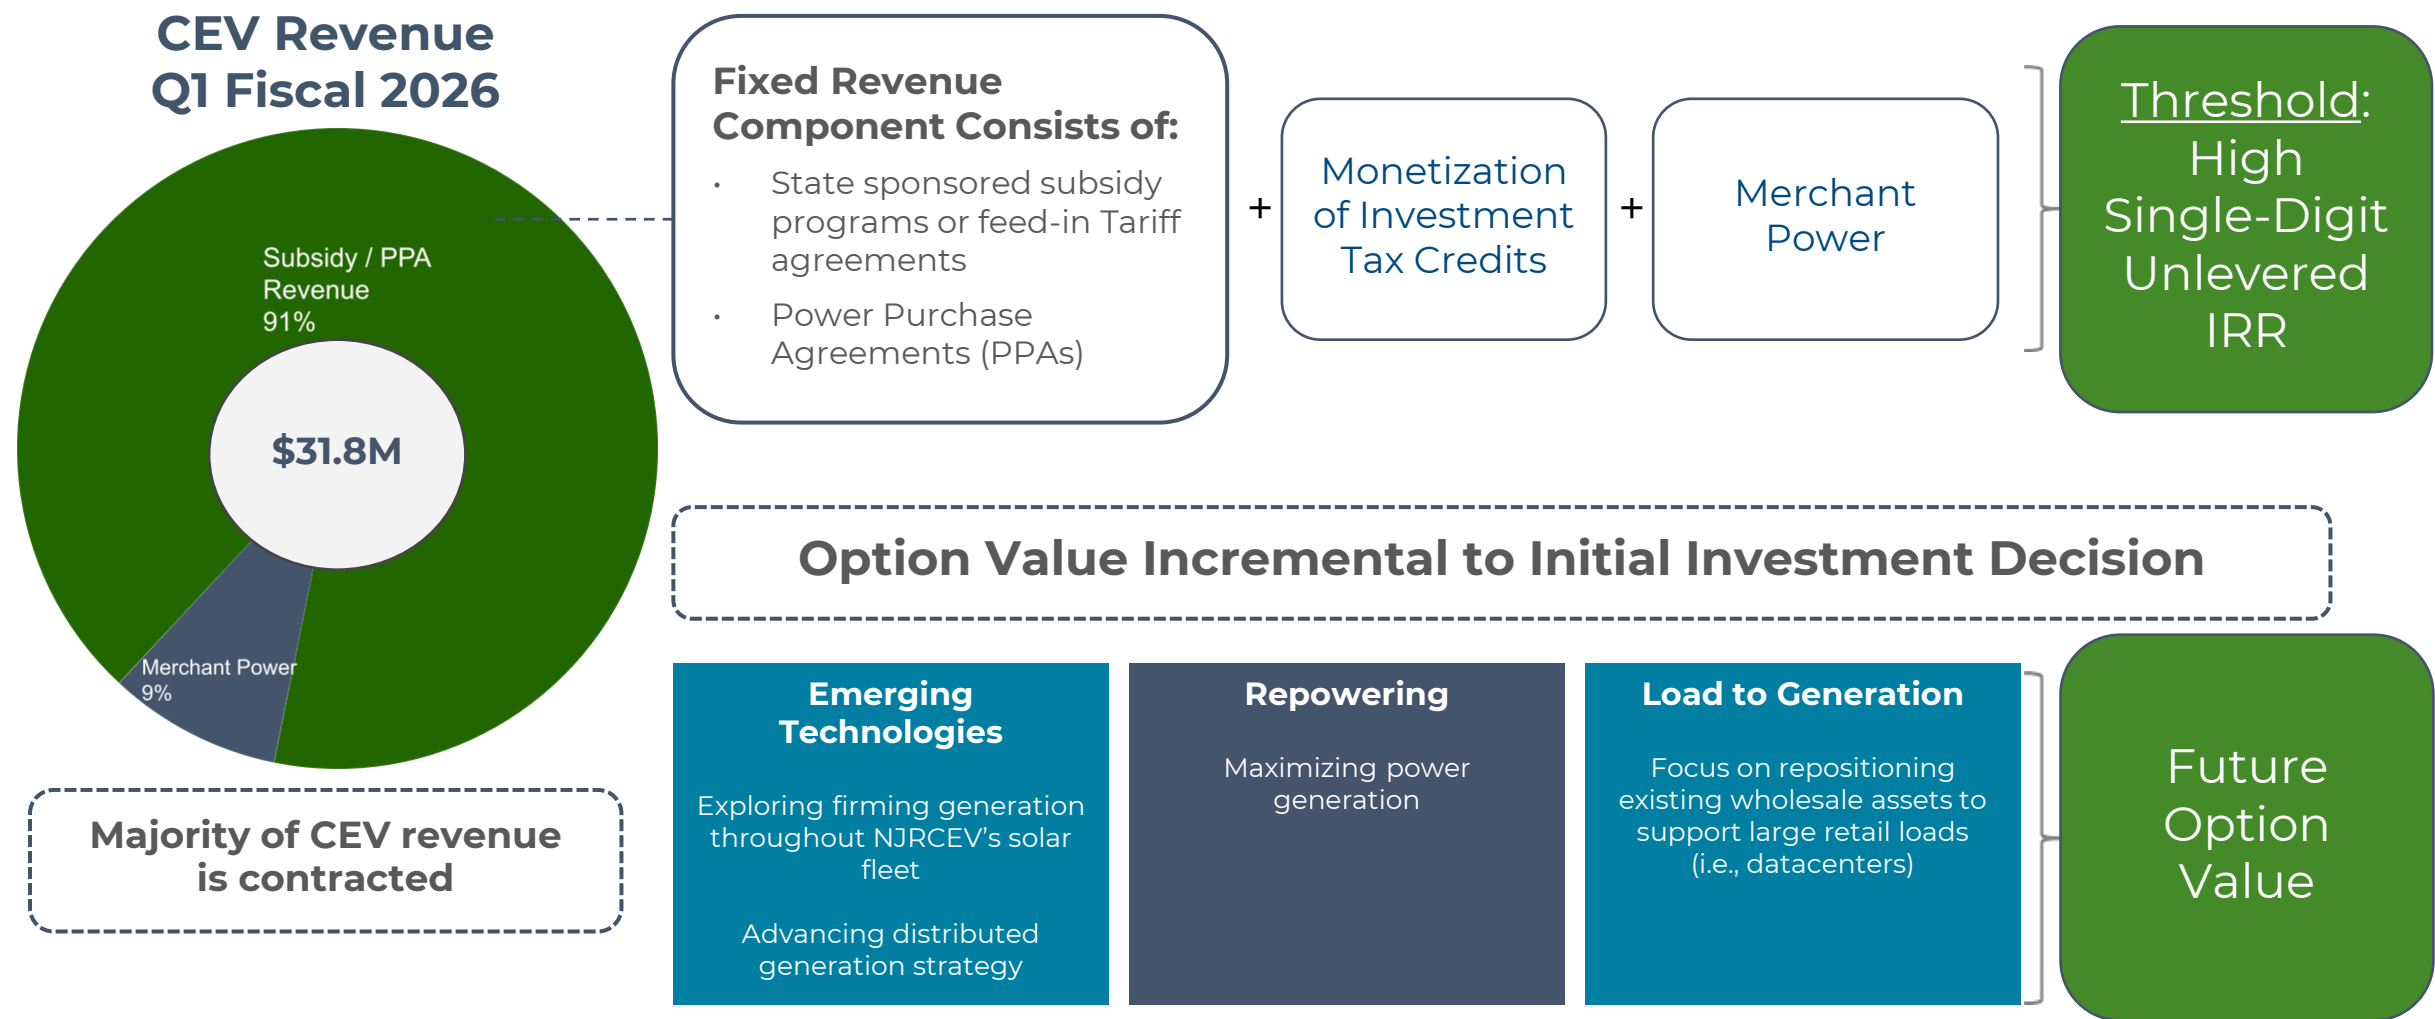 CEV Revenue
Q1 Fiscal 2026
Subsidy / PPA
Revenue
91%
$31.8M
Merchant Power
9%
Majority of CEV revenue
is contracted
Fixed Revenue
Component Consists of:
• State sponsored subsidy
programs or feed-in Tariff
agreements
• Power Purchase
Agreements (PPAs)
+
Monetization
of Investment
Tax Credits
+
Merchant
Power
Threshold:
High
Single-Digit
Unlevered
IRR
Option Value Incremental to Initial Investment Decision
Emerging
Technologies
Exploring firming generation
throughout NJRCEV’s solar
fleet
Advancing distributed
generation strategy
Repowering
Maximizing power
generation
Load to Generation
Focus on repositioning
existing wholesale assets to
support large retail loads
(i.e., datacenters)
Future
Option
Value